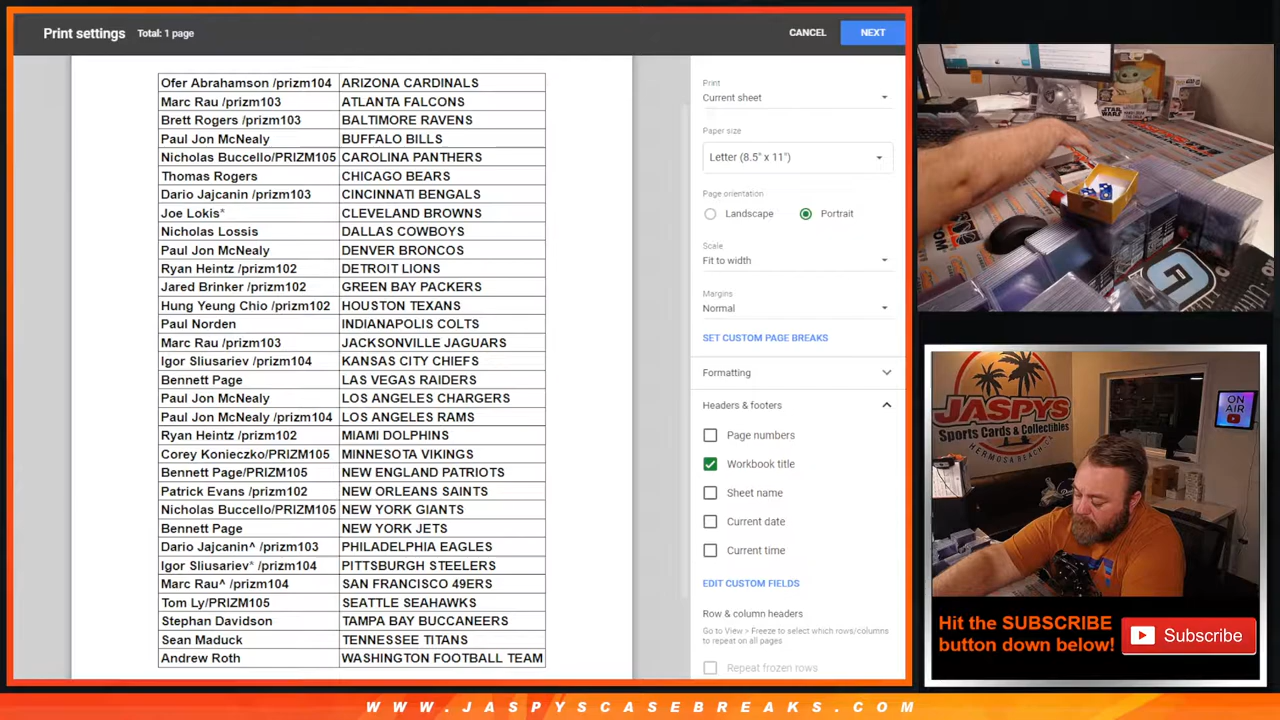 Print settings Total: 1 page CANCEL NEXT
Ofer Abrahamson /prizm104 ARIZONA CARDINALS
Marc Rau /prizm103 ATLANTA FALCONS
Brett Rogers /prizm103 BALTIMORE RAVENS
Paul Jon McNealy BUFFALO BILLS
Nicholas Buccello/PRIZM105 CAROLINA PANTHERS
Thomas Rogers CHICAGO BEARS
Dario Jajcanin /prizm103 CINCINNATI BENGALS
Joe Lokis* CLEVELAND BROWNS
Nicholas Lossis DALLAS COWBOYS
Paul Jon McNealy DENVER BRONCOS
Ryan Heintz /prizm102 DETROIT LIONS
Jared Brinker /prizm102 GREEN BAY PACKERS
Hung Yeung Chio /prizm102 HOUSTON TEXANS
Paul Norden INDIANAPOLIS COLTS
Marc Rau /prizm103 JACKSONVILLE JAGUARS
Igor Sliusariev /prizm104 KANSAS CITY CHIEFS
Bennett Page LAS VEGAS RAIDERS
Paul Jon McNealy LOS ANGELES CHARGERS
Paul Jon McNealy /prizm104 LOS ANGELES RAMS
Ryan Heintz /prizm102 MIAMI DOLPHINS
Corey Konieczko/PRIZM105 MINNESOTA VIKINGS
Bennett Page/PRIZM105 NEW ENGLAND PATRIOTS
Patrick Evans /prizm102 NEW ORLEANS SAINTS
Nicholas Buccello/PRIZM105 NEW YORK GIANTS
Bennett Page NEW YORK JETS
Dario Jajcanin^ /prizm103 PHILADELPHIA EAGLES
Igor Sliusariev* /prizm104 PITTSBURGH STEELERS
Marc Rau^ /prizm104 SAN FRANCISCO 49ERS
Tom Ly/PRIZM105 SEATTLE SEAHAWKS
Stephan Davidson TAMPA BAY BUCCANEERS
Sean Maduck TENNESSEE TITANS
Andrew Roth WASHINGTON FOOTBALL TEAM
Print
Current sheet
Paper size
Letter (8.5" x 11")
Page orientation
Landscape Portrait
Scale
Fit to width
Margins
Normal
SET CUSTOM PAGE BREAKS
Formatting
Headers & footers
Page numbers
Workbook title
Sheet name
Current date
Current time
EDIT CUSTOM FIELDS
Row & column headers
Go to View > Freeze to select which rows/columns
to repeat on all pages
Repeat frozen rows
STAR
WARS
JASPYS
Sports Cards & Collectibles
HERMOSA BEACH, CA
ON
AIR
Hit the SUBSCRIBE
button down below!
Subscribe
WWW.JASPYSCASEBREAKS.COM